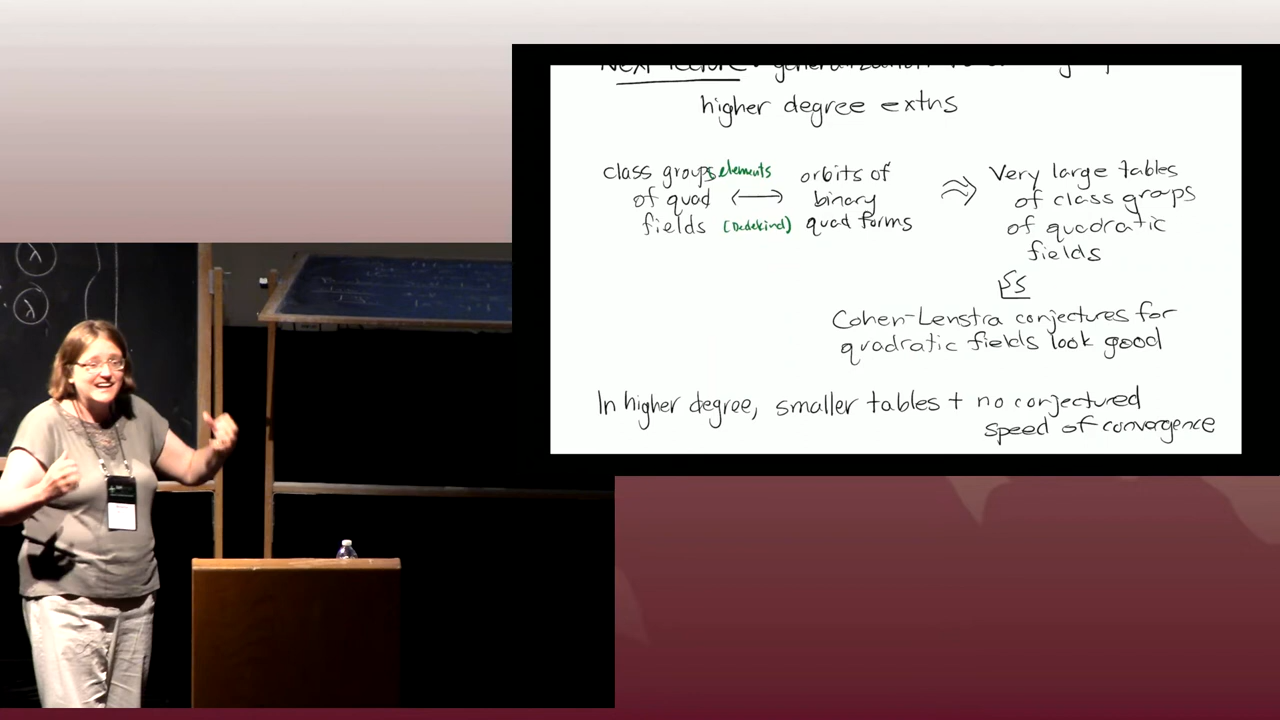 higher degree extns
class groups elements orbits of
of quad ⟷ binary
fields (Dedekind) quad forms
⇝ Very large tables
of class groups
of quadratic
fields
Cohen-Lenstra conjectures for
quadratic fields look good
In higher degree, smaller tables + no conjectured
speed of convergence
λ
λ